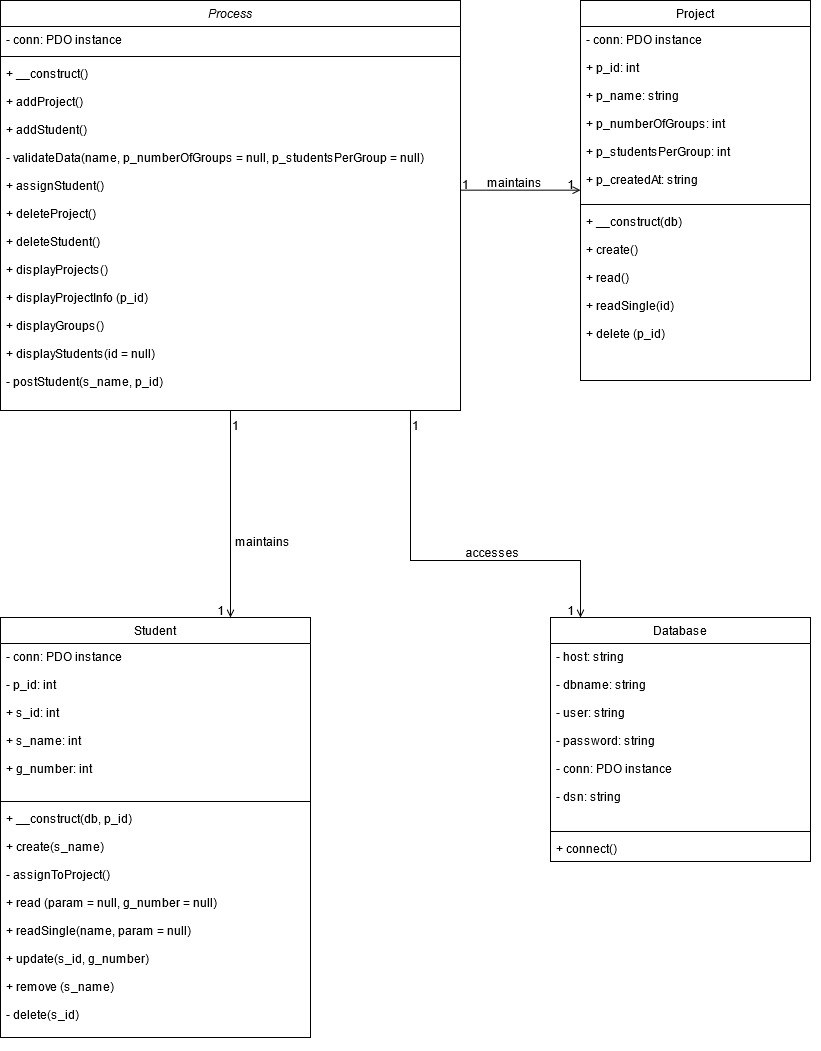 Process
- conn: PDO instance
+ __construct()
+ addProject()
+ addStudent()
- validateData(name, p_numberOfGroups = null, p_studentsPerGroup = null)
+ assignStudent()
+ deleteProject()
+ deleteStudent()
+ displayProjects()
+ displayProjectInfo (p_id)
+ displayGroups()
+ displayStudents(id = null)
- postStudent(s_name, p_id)
1 maintains 1
Project
- conn: PDO instance
+ p_id: int
+ p_name: string
+ p_numberOfGroups: int
+ p_studentsPerGroup: int
+ p_createdAt: string
+ __construct(db)
+ create()
+ read()
+ readSingle(id)
+ delete (p_id)
1
maintains
1
1
accesses
1
Student
- conn: PDO instance
- p_id: int
+ s_id: int
+ s_name: int
+ g_number: int
+ __construct(db, p_id)
+ create(s_name)
- assignToProject()
+ read (param = null, g_number = null)
+ readSingle(name, param = null)
+ update(s_id, g_number)
+ remove (s_name)
- delete(s_id)
Database
- host: string
- dbname: string
- user: string
- password: string
- conn: PDO instance
- dsn: string
+ connect()